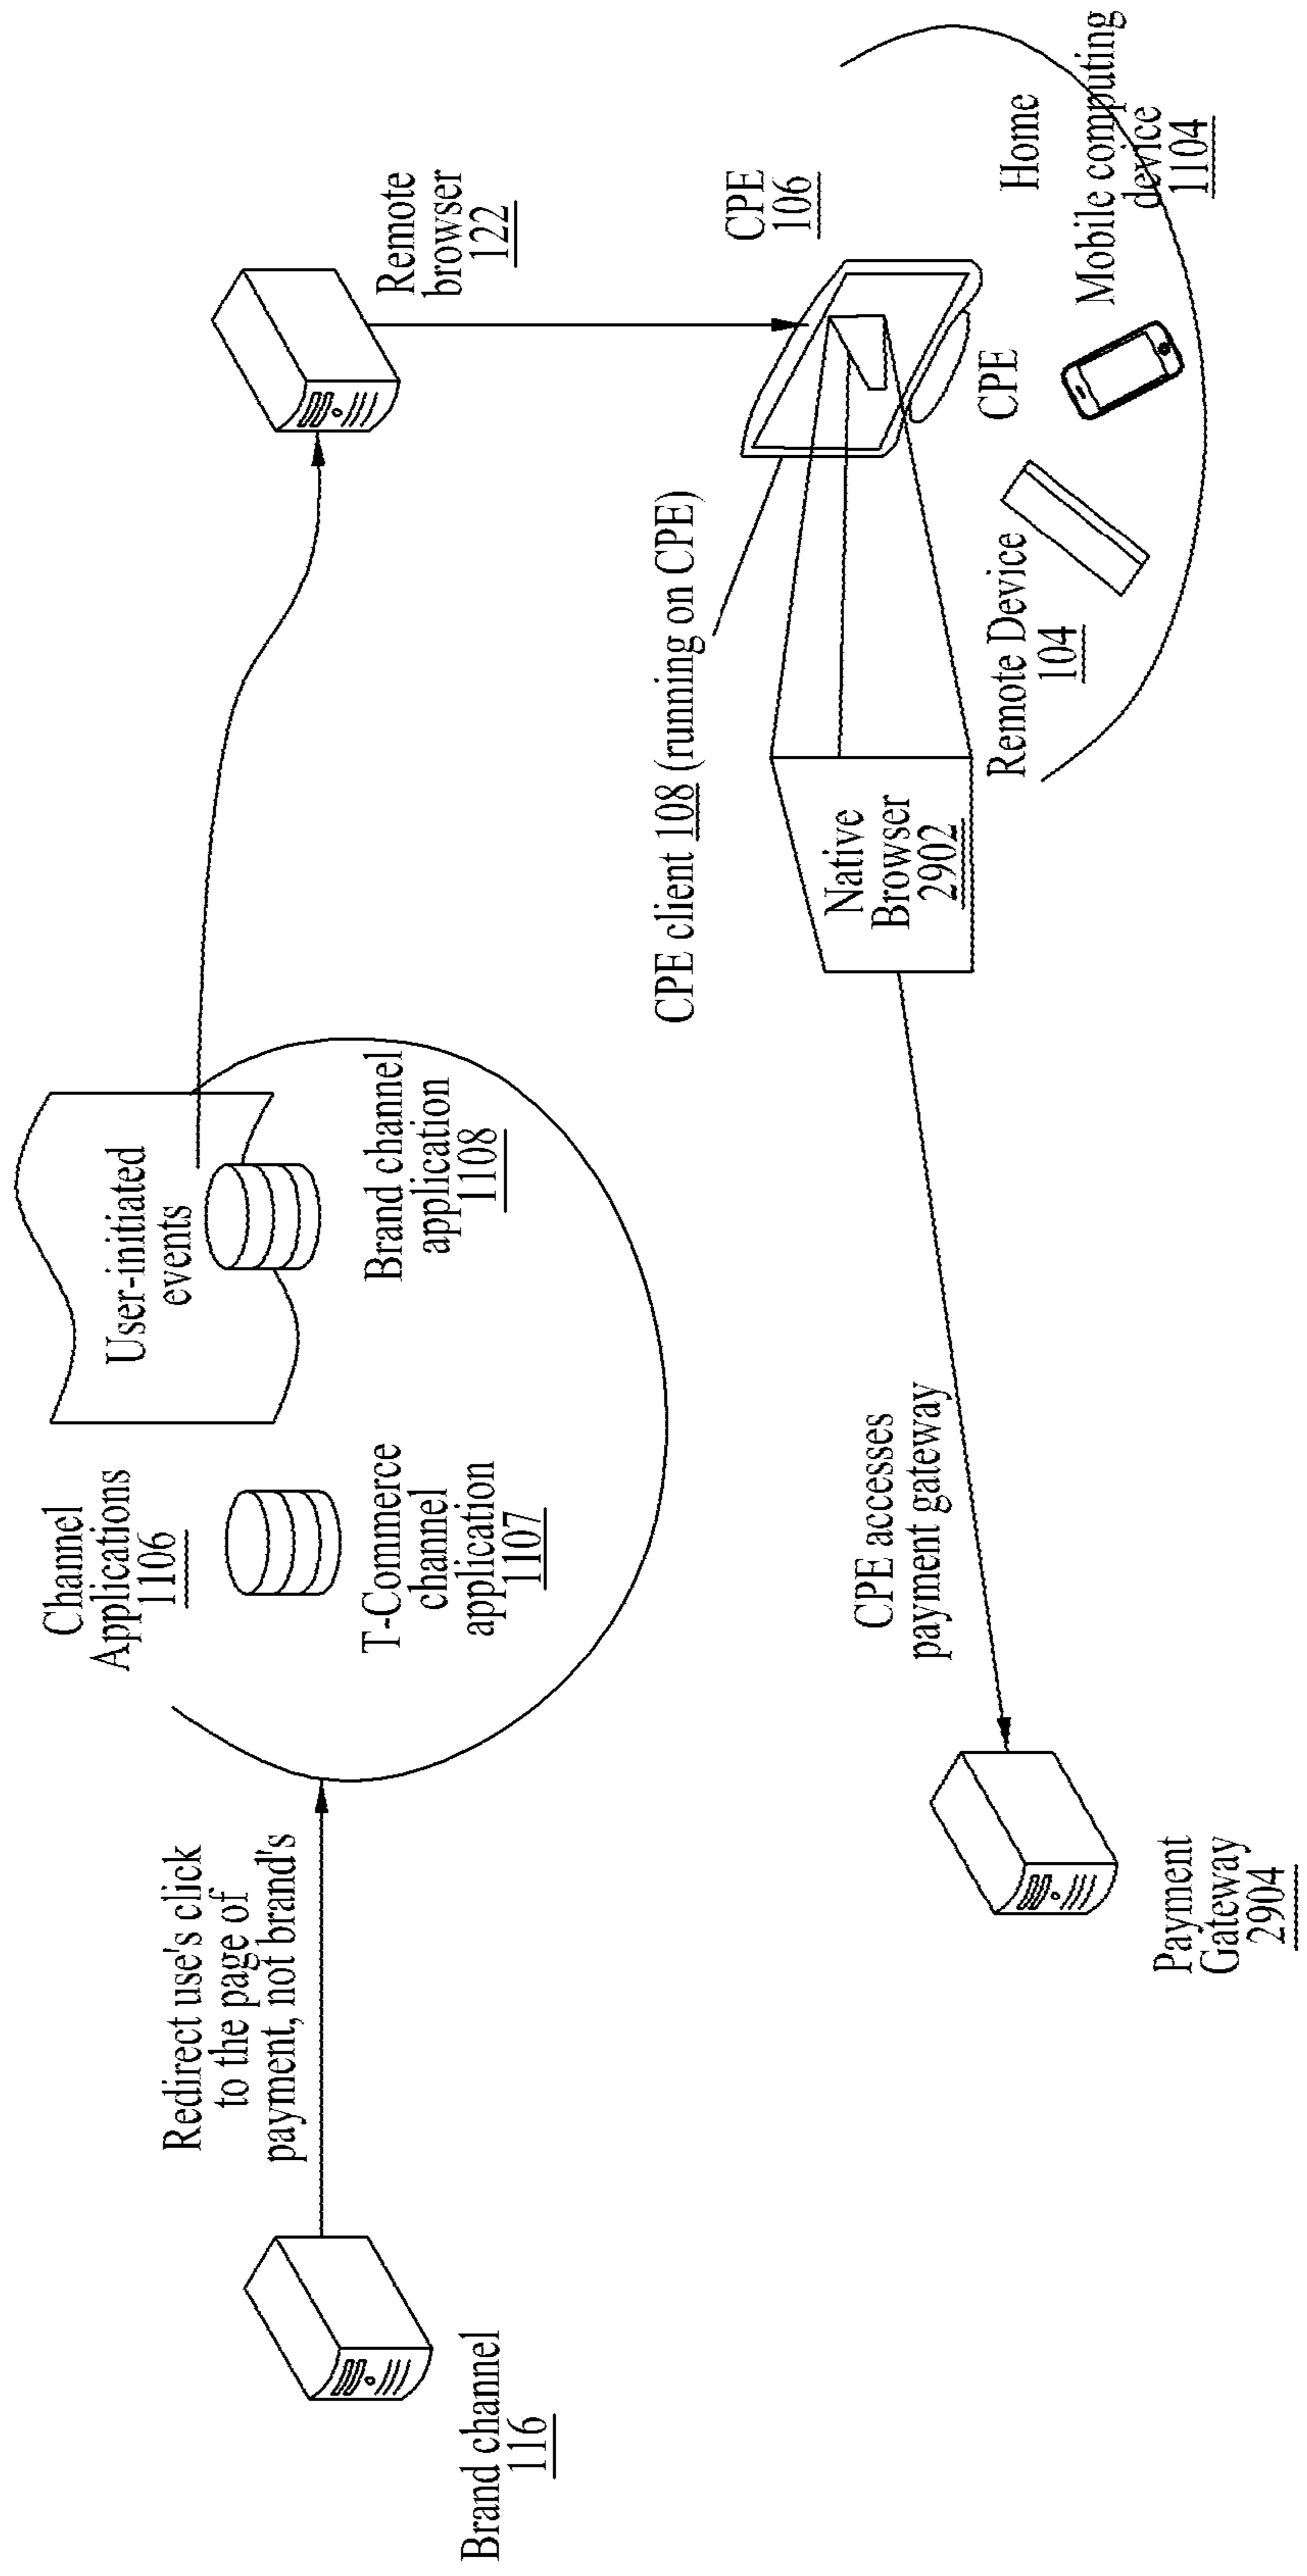 Brand channel
116
Redirect use's click
to the page of
payment, not brand's
Channel
Applications
1106
T-Commerce
channel
application
1107
User-initiated
events
Brand channel
application
1108
Remote
browser
122
Payment
Gateway
2904
CPE accesses
payment gateway
Native
Browser
2902
CPE client 108 (running on CPE)
CPE
106
CPE
Remote Device
104
Home
Mobile computing
device
1104